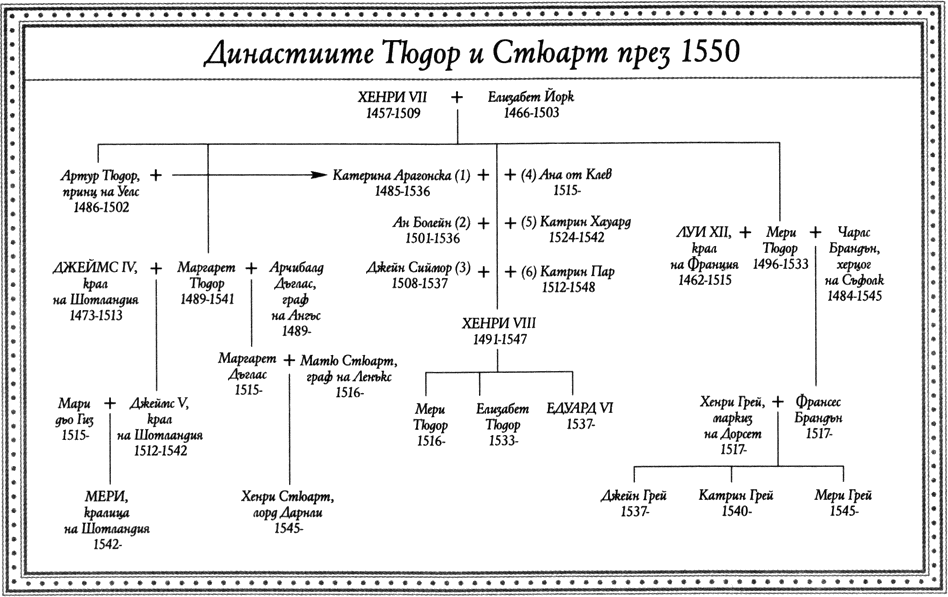 Династиите Тюдор и Стюарт през 1550
ХЕНРИ VII + Елизабет Йорк
1457-1509 1466-1503
Артур Тюдор, + Катерина Арагонска (1) + + (4) Ана от Клев
принц на Уелс 1485-1536 1515-
1486-1502
Ан Болейн (2) + + (5) Катрин Хауард
1501-1536 1524-1542
Джейн Сиймор (3) + + (6) Катрин Пар
1508-1537 1512-1548
ЛУИ XII, + Мери + Чарлс
крал Тюдор Брандън,
на Франция 1496-1533 херцог
1462-1515 на Съфолк
1484-1545
ДЖЕЙМС IV, + Маргарет + Арчибалд
крал Тюдор Дъглас,
на Шотландия 1489-1541 граф
1473-1513 на Ангъс
1489-
ХЕНРИ VIII
1491-1547
Маргарет + Матю Стюарт,
Дъглас граф на Ленъкс
1515- 1516-
Мари + Джеймс V,
дьо Гиз крал
1515- на Шотландия
1512-1542
Мери Елизабет ЕДУАРД VI
Тюдор Тюдор 1537-
1516- 1533-
Хенри Грей, + Франсес
маркиз Брандън
на Дорсет 1517-
1517-
МЕРИ,
кралица
на Шотландия
1542-
Хенри Стюарт,
лорд Дарнли
1545-
Джейн Грей Катрин Грей Мери Грей
1537- 1540- 1545-